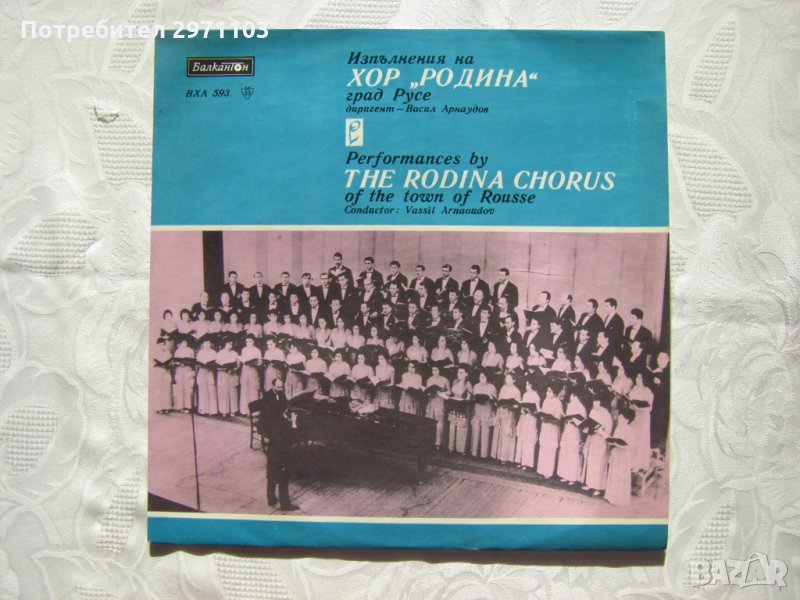 Потребител 2971103
Балкантон
ВХА 593
Изпълнения на
ХОР „РОДИНА“
град Русе
диригент — Васил Арнаудов
Performances by
THE RODINA CHORUS
of the town of Rousse
Conductor: Vassil Arnaoudov
BAZAR